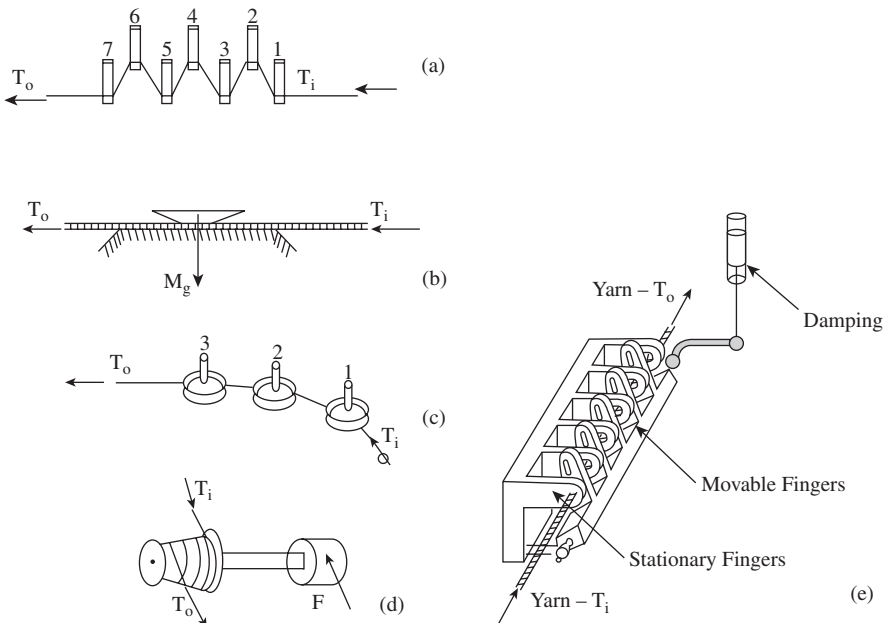 6 4 2
7 5 3 1
T_o T_i
(a)
T_o T_i
M_g
(b)
Yarn – T_o
Damping
3 2 1
T_o
T_i
(c)
Movable Fingers
T_i
Stationary Fingers
T_o F
(d)
Yarn – T_i
(e)